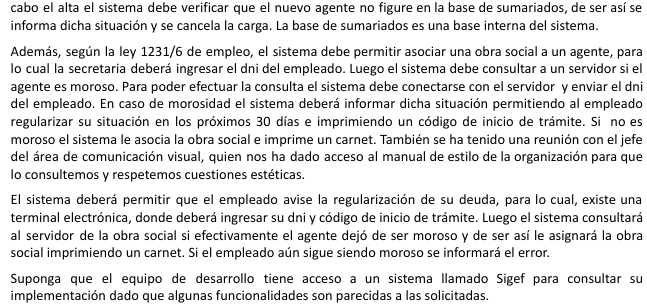 cabo el alta el sistema debe verificar que el nuevo agente no figure en la base de sumariados, de ser así se
informa dicha situación y se cancela la carga. La base de sumariados es una base interna del sistema.
Además, según la ley 1231/6 de empleo, el sistema debe permitir asociar una obra social a un agente, para
lo cual la secretaria deberá ingresar el dni del empleado. Luego el sistema debe consultar a un servidor si el
agente es moroso. Para poder efectuar la consulta el sistema debe conectarse con el servidor y enviar el dni
del empleado. En caso de morosidad el sistema deberá informar dicha situación permitiendo al empleado
regularizar su situación en los próximos 30 días e imprimiendo un código de inicio de trámite. Si no es
moroso el sistema le asocia la obra social e imprime un carnet. También se ha tenido una reunión con el jefe
del área de comunicación visual, quien nos ha dado acceso al manual de estilo de la organización para que
lo consultemos y respetemos cuestiones estéticas.
El sistema deberá permitir que el empleado avise la regularización de su deuda, para lo cual, existe una
terminal electrónica, donde deberá ingresar su dni y código de inicio de trámite. Luego el sistema consultará
al servidor de la obra social si efectivamente el agente dejó de ser moroso y de ser así le asignará la obra
social imprimiendo un carnet. Si el empleado aún sigue siendo moroso se informará el error.
Suponga que el equipo de desarrollo tiene acceso a un sistema llamado Sigef para consultar su
implementación dado que algunas funcionalidades son parecidas a las solicitadas.